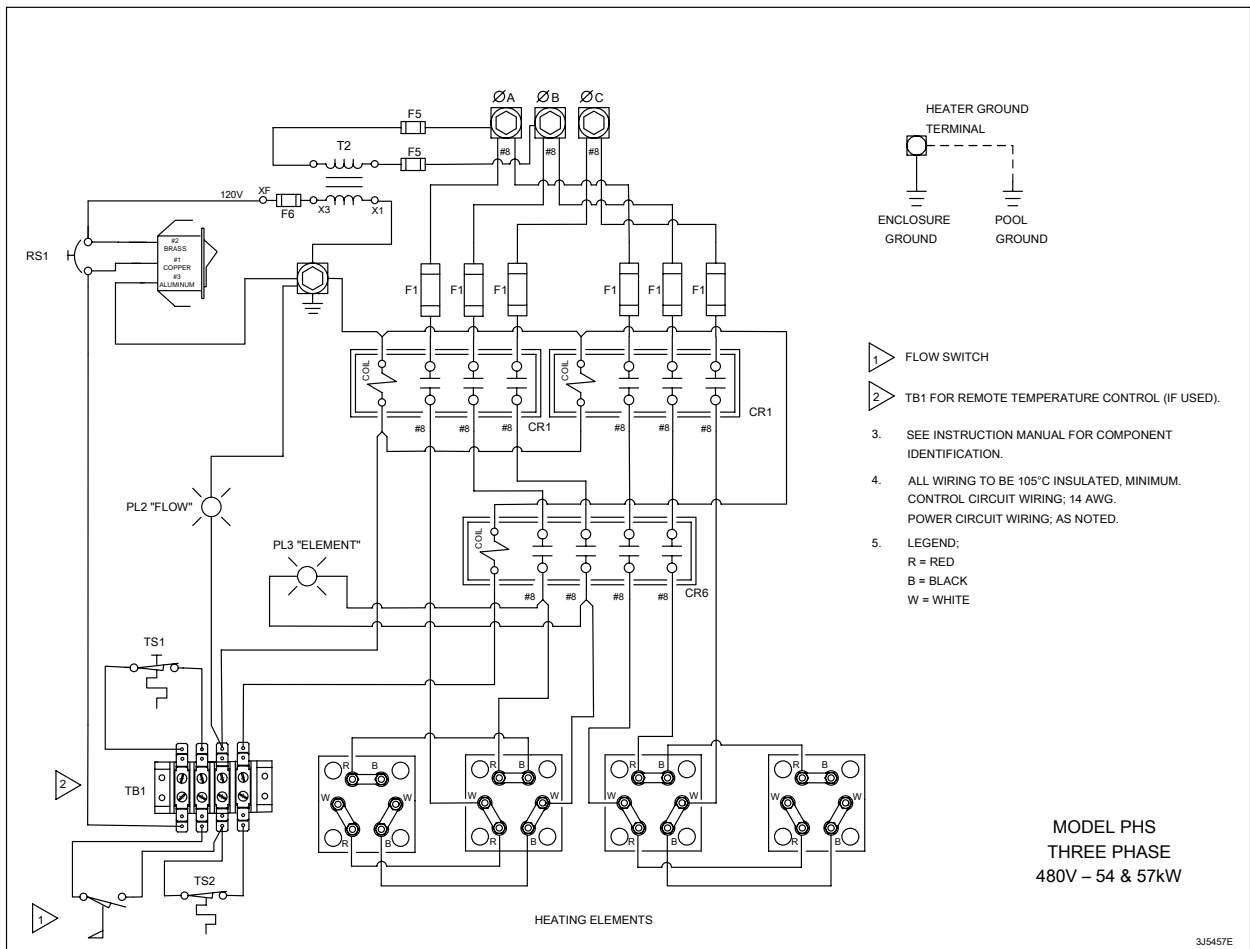 ØA
ØB
ØC
F5
F5
T2
#8
#8
#8
120V
XF
F6
X3
X1
RS1
#2
BRASS
#1
COPPER
#3
ALUMINUM
F1
F1
F1
F1
F1
F1
COIL
COIL
CR1
CR1
#8
#8
#8
#8
#8
#8
PL2 "FLOW"
PL3 "ELEMENT"
COIL
CR6
#8
#8
#8
#8
TS1
TB1
2
1
TS2
R
B
W
W
R
B
R
B
W
W
R
B
R
B
W
W
R
B
R
B
W
W
R
B
HEATING ELEMENTS
HEATER GROUND
TERMINAL
ENCLOSURE
GROUND
POOL
GROUND
1 FLOW SWITCH
2 TB1 FOR REMOTE TEMPERATURE CONTROL (IF USED).
3. SEE INSTRUCTION MANUAL FOR COMPONENT
IDENTIFICATION.
4. ALL WIRING TO BE 105°C INSULATED, MINIMUM.
CONTROL CIRCUIT WIRING; 14 AWG.
POWER CIRCUIT WIRING; AS NOTED.
5. LEGEND;
R = RED
B = BLACK
W = WHITE
MODEL PHS
THREE PHASE
480V – 54 & 57kW
3J5457E